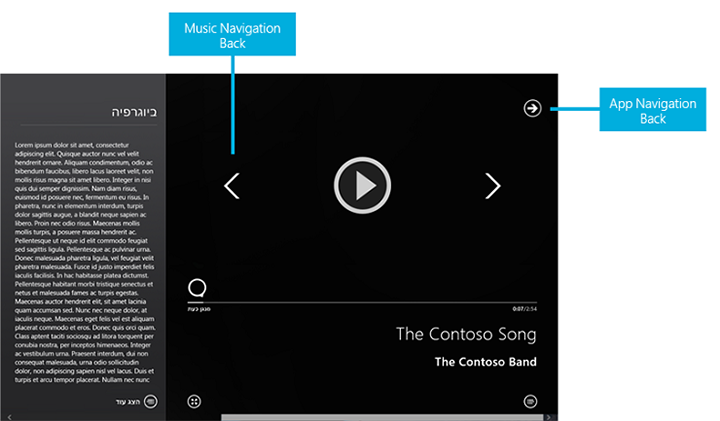 Music Navigation
Back
App Navigation
Back
ביוגרפיה
Lorem ipsum dolor sit amet, consectetur
adipiscing elit. Quisque auctor nunc vel velit
hendrerit ornare. Aliquam condimentum, odio ac
bibendum faucibus, libero lacus laoreet velit, non
mollis risus magna sit amet libero. Integer in nisi
quis dui semper dignissim. Nam diam risus,
euismod id posuere nec, fermentum eu risus. In
pharetra, nunc in elementum interdum, turpis
dolor sagittis augue, a blandit neque sapien ac
libero. Proin nec odio risus. Maecenas mollis
mollis turpis, a posuere massa hendrerit ac.
Pellentesque ut neque id elit commodo feugiat
sed sagittis ligula. Pellentesque ac pulvinar urna.
Donec malesuada pharetra ligula, vel feugiat velit
pharetra malesuada. Fusce id justo imperdiet felis
iaculis facilisis. In hac habitasse platea dictumst.
Pellentesque habitant morbi tristique senectus et
netus et malesuada fames ac turpis egestas.
Maecenas auctor hendrerit elit, sit amet lacinia
quam accumsan sed. Nunc nec neque dolor, at
iaculis neque. Maecenas eget felis vel est aliquam
placerat commodo et eros. Donec quis orci quam.
Class aptent taciti sociosqu ad litora torquent per
conubia nostra, per inceptos himenaeos. Integer
ac vestibulum urna. Praesent interdum, dui non
consequat malesuada, urna odio sollicitudin
dolor, non adipiscing sapien nisl vel lacus. Duis et
turpis et arcu tempor placerat. Nullam nec nunc
הצג עוד
מנגן כעת
0:07/2:54
The Contoso Song
The Contoso Band